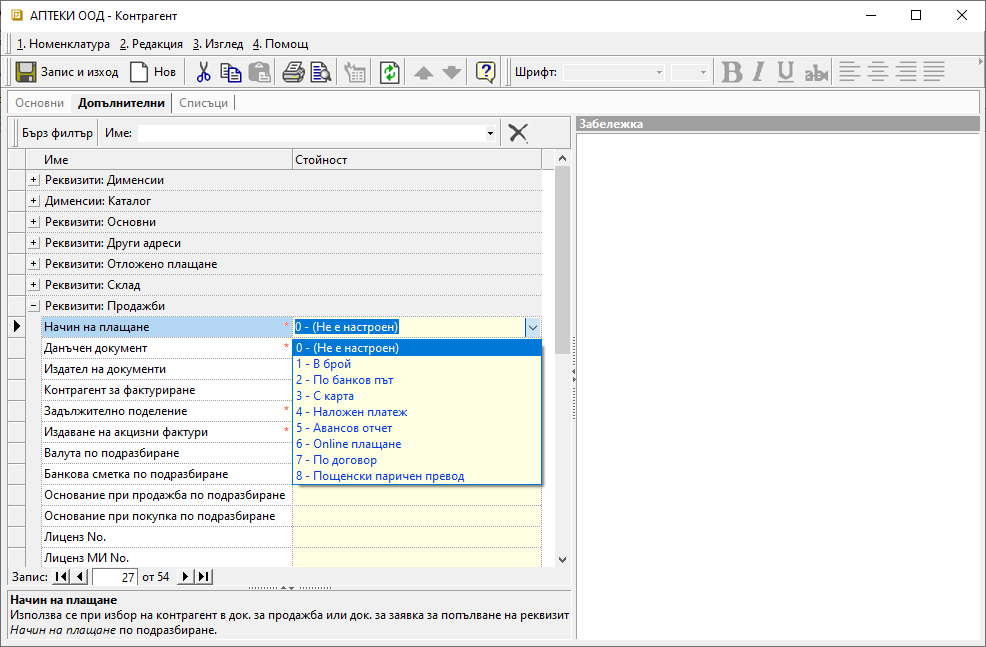 АПТЕКИ ООД - Контрагент
1. Номенклатура 2. Редакция 3. Изглед 4. Помощ
Запис и изход Нов Шрифт: B I U abc
Основни Допълнителни Списъци
Бърз филтър Име:
Забележка
Име Стойност
Реквизити: Дименсии
Дименсии: Каталог
Реквизити: Основни
Реквизити: Други адреси
Реквизити: Отложено плащане
Реквизити: Склад
Реквизити: Продажби
Начин на плащане * 0 - (Не е настроен)
Данъчен документ * 0 - (Не е настроен)
Издател на документи 1 - В брой
2 - По банков път
Контрагент за фактуриране 3 - С карта
Задължително поделение * 4 - Наложен платеж
Издаване на акцизни фактури * 5 - Авансов отчет
6 - Online плащане
Валута по подразбиране 7 - По договор
Банкова сметка по подразбиране 8 - Пощенски паричен превод
Основание при продажба по подразбиране
Основание при покупка по подразбиране
Лиценз No.
Лиценз МИ No.
Запис: 27 от 54
Начин на плащане
Използва се при избор на контрагент в док. за продажба или док. за заявка за попълване на реквизит
Начин на плащане по подразбиране.